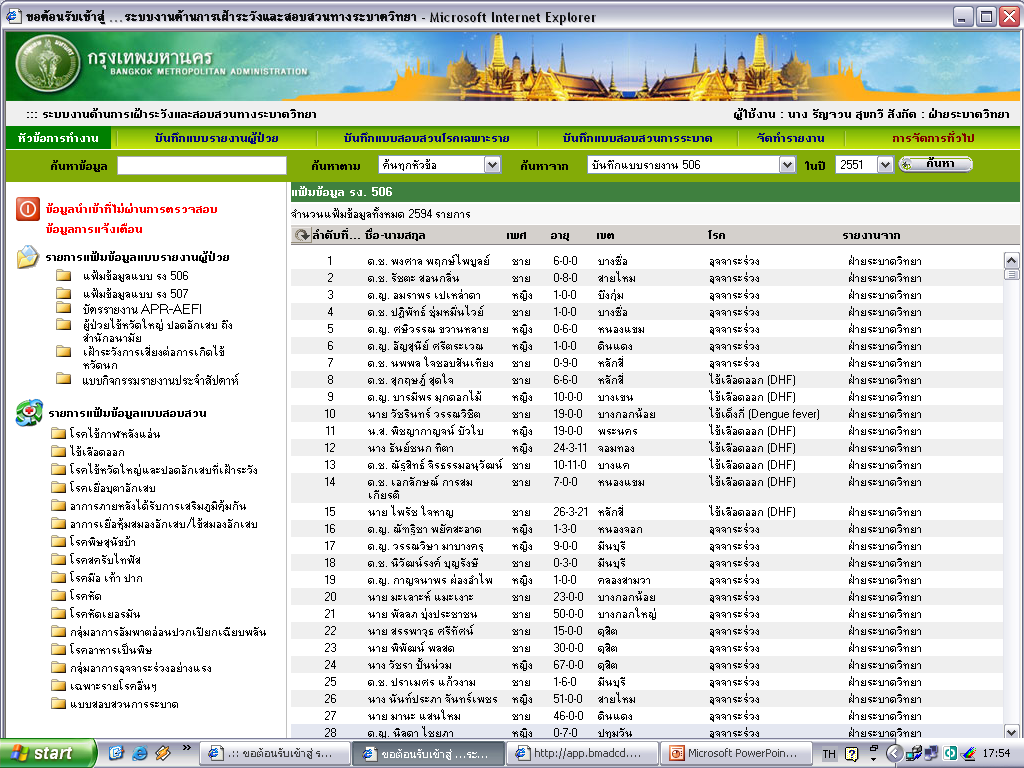 ขอต้อนรับเข้าสู่ ...ระบบงานด้านการเฝ้าระวังและสอบสวนทางระบาดวิทยา - Microsoft Internet Explorer
กรุงเทพมหานคร
BANGKOK METROPOLITAN ADMINISTRATION
::: ระบบงานด้านการเฝ้าระวังและสอบสวนทางระบาดวิทยา
ผู้ใช้งาน : นาง รัญจวน สุนทวี สังกัด : ฝ่ายระบาดวิทยา
หัวข้อการทำงาน บันทึกแบบรายงานผู้ป่วย บันทึกแบบสอบสวนโรคเฉพาะราย บันทึกแบบสอบสวนการระบาด จัดทำรายงาน การจัดการทั่วไป
ค้นหาข้อมูล ค้นหาตาม ค้นทุกหัวข้อ ค้นหาจาก บันทึกแบบรายงาน 506 ในปี 2551 ค้นหา
ข้อมูลนำเข้าที่ไม่ผ่านการตรวจสอบ
ข้อมูลการแจ้งเตือน
รายการแฟ้มข้อมูลแบบรายงานผู้ป่วย
แฟ้มข้อมูลแบบ รง 506
แฟ้มข้อมูลแบบ รง 507
บัตรรายงาน APR-AEFI
ผู้ป่วยไข้หวัดใหญ่ ปอดอักเสบ ถึง
สำนักอนามัย
เฝ้าระวังการเสี่ยงต่อการเกิดไข้
หวัดนก
แบบกิจกรรมรายงานประจำสัปดาห์
รายการแฟ้มข้อมูลแบบสอบสวน
โรคไข้กาฬหลังแอ่น
ไข้เลือดออก
โรคไข้หวัดใหญ่และปอดอักเสบที่เฝ้าระวัง
โรคเยื่อบุตาอักเสบ
อาการภายหลังได้รับการเสริมภูมิคุ้มกัน
อาการเยื่อหุ้มสมองอักเสบ/ไข้สมองอักเสบ
โรคพิษสุนัขบ้า
โรคสครับไทฟัส
โรคมือ เท้า ปาก
โรคหัด
โรคหัดเยอรมัน
กลุ่มอาการอัมพาตอ่อนปวกเปียกเฉียบพลัน
โรคอาหารเป็นพิษ
กลุ่มอาการอุจจาระร่วงอย่างแรง
เฉพาะรายโรคอื่นๆ
แบบสอบสวนการระบาด
แฟ้มข้อมูล รง. 506
จำนวนแฟ้มข้อมูลทั้งหมด 2594 รายการ
ลำดับที่... ชื่อ-นามสกุล เพศ อายุ เขต โรค รายงานจาก
1 ด.ช. พงศาล พฤกษ์ไพบูลย์ ชาย 6-0-0 บางซื่อ อุจจาระร่วง ฝ่ายระบาดวิทยา
2 ด.ช. รัชตะ สอนกลิ่น ชาย 0-8-0 สายไหม อุจจาระร่วง ฝ่ายระบาดวิทยา
3 ด.ญ. อมราพร เปเหล่าดา หญิง 1-0-0 บึงกุ่ม อุจจาระร่วง ฝ่ายระบาดวิทยา
4 ด.ช. ปฏิพัทธ์ ชุ่มหมื่นไวย์ ชาย 1-0-0 บางซื่อ อุจจาระร่วง ฝ่ายระบาดวิทยา
5 ด.ญ. ศษิวรรณ ขวานหลาย หญิง 0-6-0 หนองแขม อุจจาระร่วง ฝ่ายระบาดวิทยา
6 ด.ญ. ธัญสุนีย์ ศรีตระเวณ หญิง 1-0-0 ดินแดง อุจจาระร่วง ฝ่ายระบาดวิทยา
7 ด.ช. นพพล ใจชอบสันเทียง ชาย 0-9-0 หลักสี่ อุจจาระร่วง ฝ่ายระบาดวิทยา
8 ด.ช. สุกฤษฎ์ สุดใจ ชาย 6-6-0 หลักสี่ ไข้เลือดออก (DHF) ฝ่ายระบาดวิทยา
9 ด.ญ. บารมีพร มุกดอกไม้ หญิง 10-0-0 บางเขน ไข้เลือดออก (DHF) ฝ่ายระบาดวิทยา
10 นาย วัชรินทร์ วรรณวิชิต ชาย 19-0-0 บางกอกน้อย ไข้เด็งกี่ (Dengue fever) ฝ่ายระบาดวิทยา
11 น.ส. พิชญากาญจน์ บัวใบ หญิง 19-0-0 พระนคร ไข้เลือดออก (DHF) ฝ่ายระบาดวิทยา
12 นาง ธันย์ชนก ทิตา หญิง 24-3-11 จอมทอง ไข้เลือดออก (DHF) ฝ่ายระบาดวิทยา
13 ด.ช. ณัฐสิทธิ์ จิรธรรมอนุวัฒน์ ชาย 10-11-0 บางแค ไข้เลือดออก (DHF) ฝ่ายระบาดวิทยา
14 ด.ช. เอกลักษณ์ การสม ชาย 7-0-0 หนองแขม ไข้เลือดออก (DHF) ฝ่ายระบาดวิทยา
เกียรติ
15 นาย ไพรัช ใจหาญ ชาย 26-3-21 หลักสี่ ไข้เลือดออก (DHF) ฝ่ายระบาดวิทยา
16 ด.ญ. ณัทฐิชา พยัคสะอาด หญิง 1-3-0 หนองจอก อุจจาระร่วง ฝ่ายระบาดวิทยา
17 ด.ญ. วรรณวิษา มาบางครุ หญิง 9-0-0 มีนบุรี อุจจาระร่วง ฝ่ายระบาดวิทยา
18 ด.ช. นิวัฒน์รงค์ บุญรังษี ชาย 0-3-0 มีนบุรี อุจจาระร่วง ฝ่ายระบาดวิทยา
19 ด.ญ. กาญจนาพร ผ่องอำไพ หญิง 1-0-0 คลองสามวา อุจจาระร่วง ฝ่ายระบาดวิทยา
20 นาย มะเลาะห์ แมะเงาะ ชาย 23-0-0 บางกอกน้อย อุจจาระร่วง ฝ่ายระบาดวิทยา
21 นาย พัลลภ บุ่งประชาชน ชาย 50-0-0 บางกอกใหญ่ อุจจาระร่วง ฝ่ายระบาดวิทยา
22 นาย สรรพาวุธ ศรีทัศน์ ชาย 15-0-0 ดุสิต อุจจาระร่วง ฝ่ายระบาดวิทยา
23 นาย พิพัฒน์ พลสด ชาย 30-0-0 ดุสิต อุจจาระร่วง ฝ่ายระบาดวิทยา
24 นาง วัชรา ปั้นน่วม หญิง 67-0-0 ดุสิต อุจจาระร่วง ฝ่ายระบาดวิทยา
25 ด.ช. ปราเมศร แก้วงาม ชาย 1-6-0 มีนบุรี อุจจาระร่วง ฝ่ายระบาดวิทยา
26 นาง นันท์ประภา จันทร์เพชร หญิง 51-0-0 สายไหม อุจจาระร่วง ฝ่ายระบาดวิทยา
27 นาย มานะ แสนไหม ชาย 46-0-0 ดินแดง อุจจาระร่วง ฝ่ายระบาดวิทยา
28 ด.ญ. นิลดา ไชยภา หญิง 0-7-0 ปทุมวัน อุจจาระร่วง ฝ่ายระบาดวิทยา
start .:: ขอต้อนรับเข้าสู่ ร... ขอต้อนรับเข้าสู่ ...ระ... http://app.bmadcd.... Microsoft PowerPoin... TH 17:54